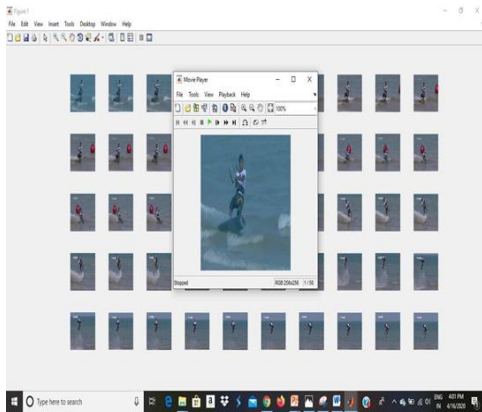 Figure 1
File Edit View Insert Tools Desktop Window Help
Movie Player
File Tools View Playback Help
100%
Stopped RGB:256x256 1/50
Type here to search
ENG 4:07 PM
IN 4/16/2020